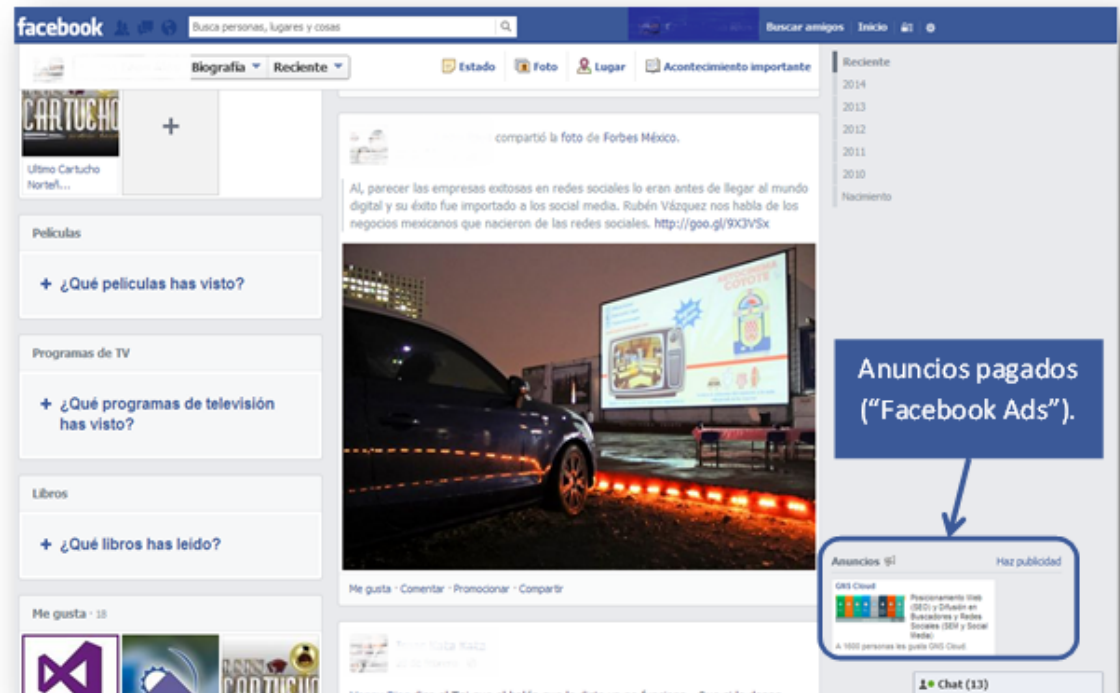 facebook
Busca personas, lugares y cosas
Buscar amigos Inicio
Biografía Reciente
Estado Foto Lugar Acontecimiento importante
CARTUCHO
+
Ultimo Cartucho
Norteñ...
Películas
+ ¿Qué películas has visto?
Programas de TV
+ ¿Qué programas de televisión
has visto?
Libros
+ ¿Qué libros has leído?
Me gusta · 18
CARTUCHO
compartió la foto de Forbes México.
Al, parecer las empresas exitosas en redes sociales lo eran antes de llegar al mundo
digital y su éxito fue importado a los social media. Rubén Vázquez nos habla de los
negocios mexicanos que nacieron de las redes sociales. http://goo.gl/9X3VSx
AUTOCINEMA
COYOTE
Me gusta · Comentar · Promocionar · Compartir
Reciente
2014
2013
2012
2011
2010
Nacimiento
Anuncios pagados
("Facebook Ads").
Anuncios
Haz publicidad
GNS Cloud
Posicionamiento Web
(SEO) y Difusión en
Buscadores y Redes
Sociales (SEM y Social
Media)
A 1600 personas les gusta GNS Cloud.
Chat (13)